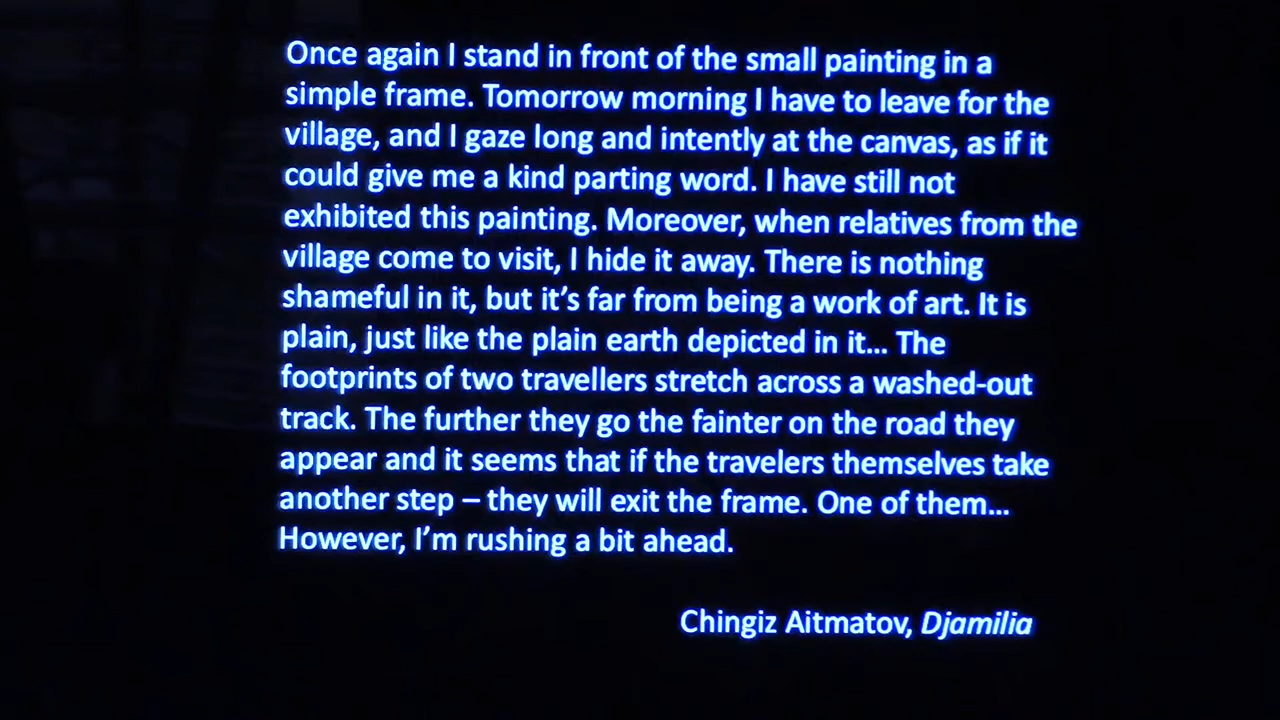 Once again I stand in front of the small painting in a
simple frame. Tomorrow morning I have to leave for the
village, and I gaze long and intently at the canvas, as if it
could give me a kind parting word. I have still not
exhibited this painting. Moreover, when relatives from the
village come to visit, I hide it away. There is nothing
shameful in it, but it’s far from being a work of art. It is
plain, just like the plain earth depicted in it... The
footprints of two travellers stretch across a washed-out
track. The further they go the fainter on the road they
appear and it seems that if the travelers themselves take
another step – they will exit the frame. One of them...
However, I’m rushing a bit ahead.
Chingiz Aitmatov, Djamilia